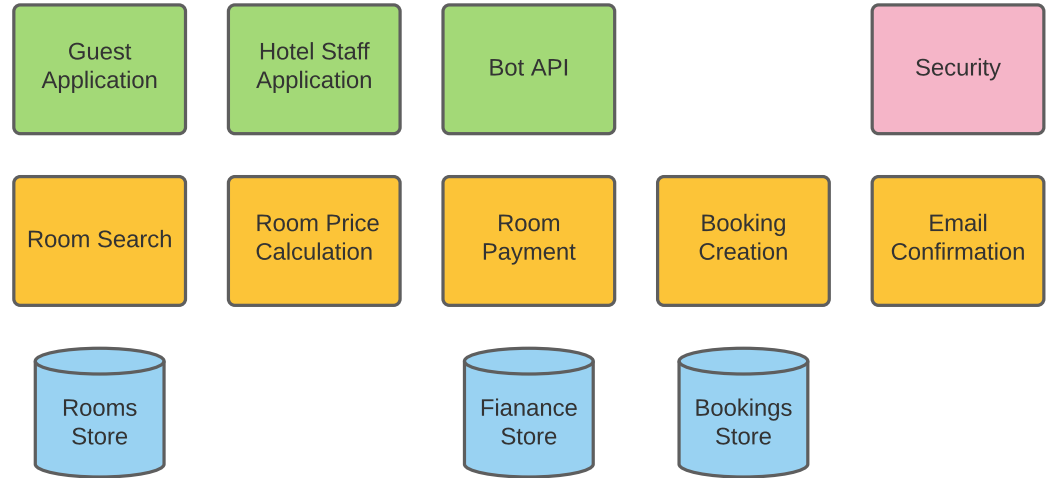 Guest
Application
Hotel Staff
Application
Bot API
Security
Room Search
Room Price
Calculation
Room
Payment
Booking
Creation
Email
Confirmation
Rooms
Store
Fianance
Store
Bookings
Store